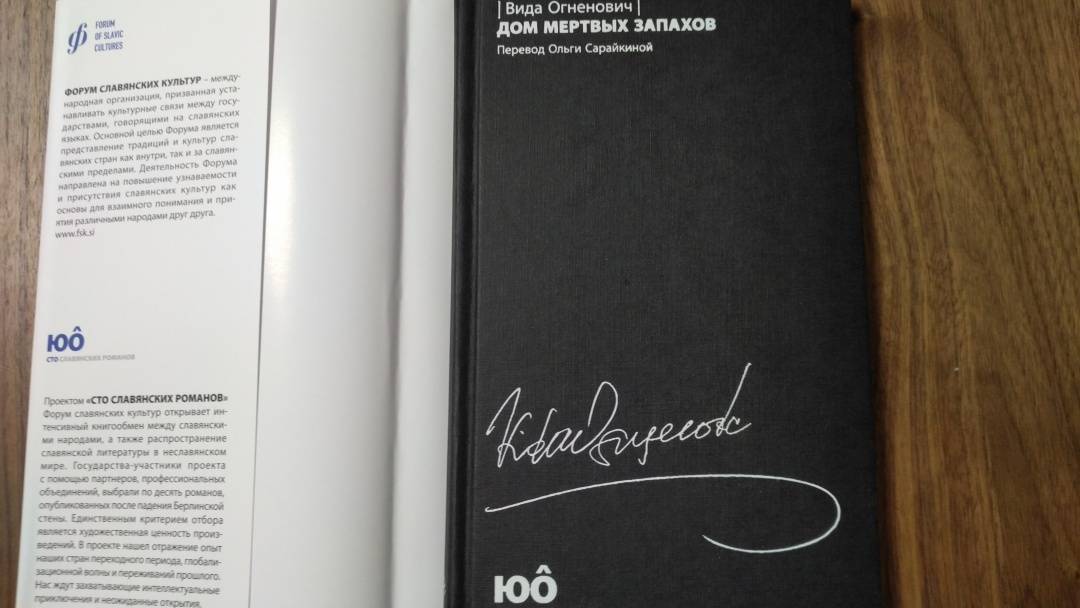 FORUM
OF SLAVIC
CULTURES
ФОРУМ СЛАВЯНСКИХ КУЛЬТУР – между-
народная организация, призванная уста-
навливать культурные связи между госу-
дарствами, говорящими на славянских
языках. Основной целью Форума является
представление традиций и культур сла-
вянских стран как внутри, так и за славян-
скими пределами. Деятельность Форума
направлена на повышение узнаваемости
и присутствия славянских культур как
основы для взаимного понимания и при-
ятия различными народами друг друга.
www.fsk.si
ЮÔ
СТО СЛАВЯНСКИХ РОМАНОВ
Проектом «СТО СЛАВЯНСКИХ РОМАНОВ»
Форум славянских культур открывает ин-
тенсивный книгообмен между славянски-
ми народами, а также распространение
славянской литературы в неславянском
мире. Государства-участники проекта
с помощью партнеров, профессиональных
объединений, выбрали по десять романов,
опубликованных после падения Берлинской
стены. Единственным критерием отбора
является художественная ценность произ-
ведений. В проекте нашел отражение опыт
наших стран переходного периода, глобали-
зационной волны и переживаний прошлого.
Нас ждут захватывающие интеллектуальные
приключения и неожиданные открытия.
|Вида Огненович|
ДОМ МЕРТВЫХ ЗАПАХОВ
Перевод Ольги Сарайкиной
ЮÔ